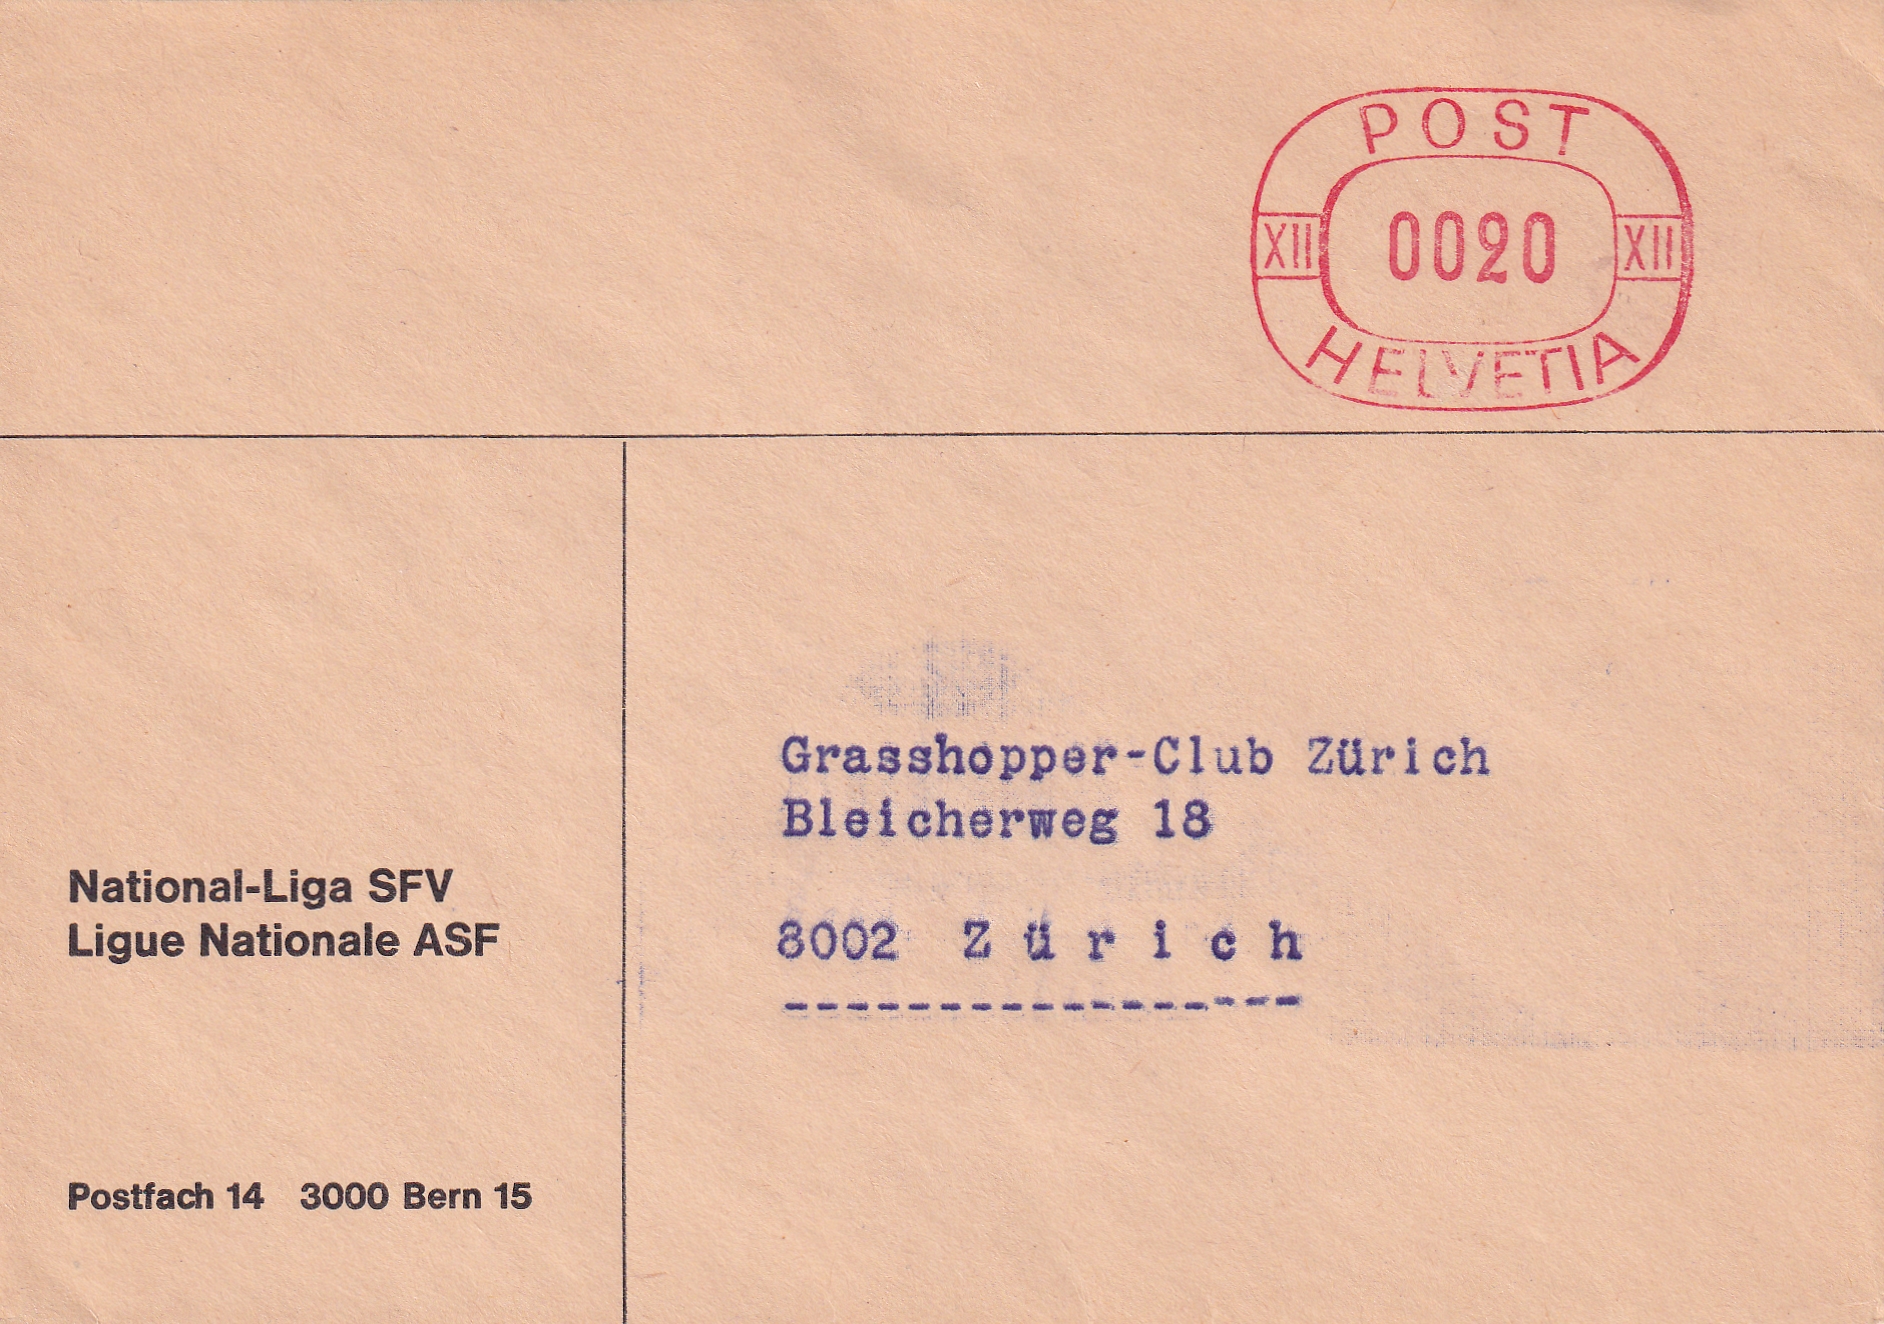 POST
XII 0020 XII
HELVETIA
Grasshopper-Club Zürich
Bleicherweg 18
8002 Zürich
-----------------
National-Liga SFV
Ligue Nationale ASF
Postfach 14 3000 Bern 15